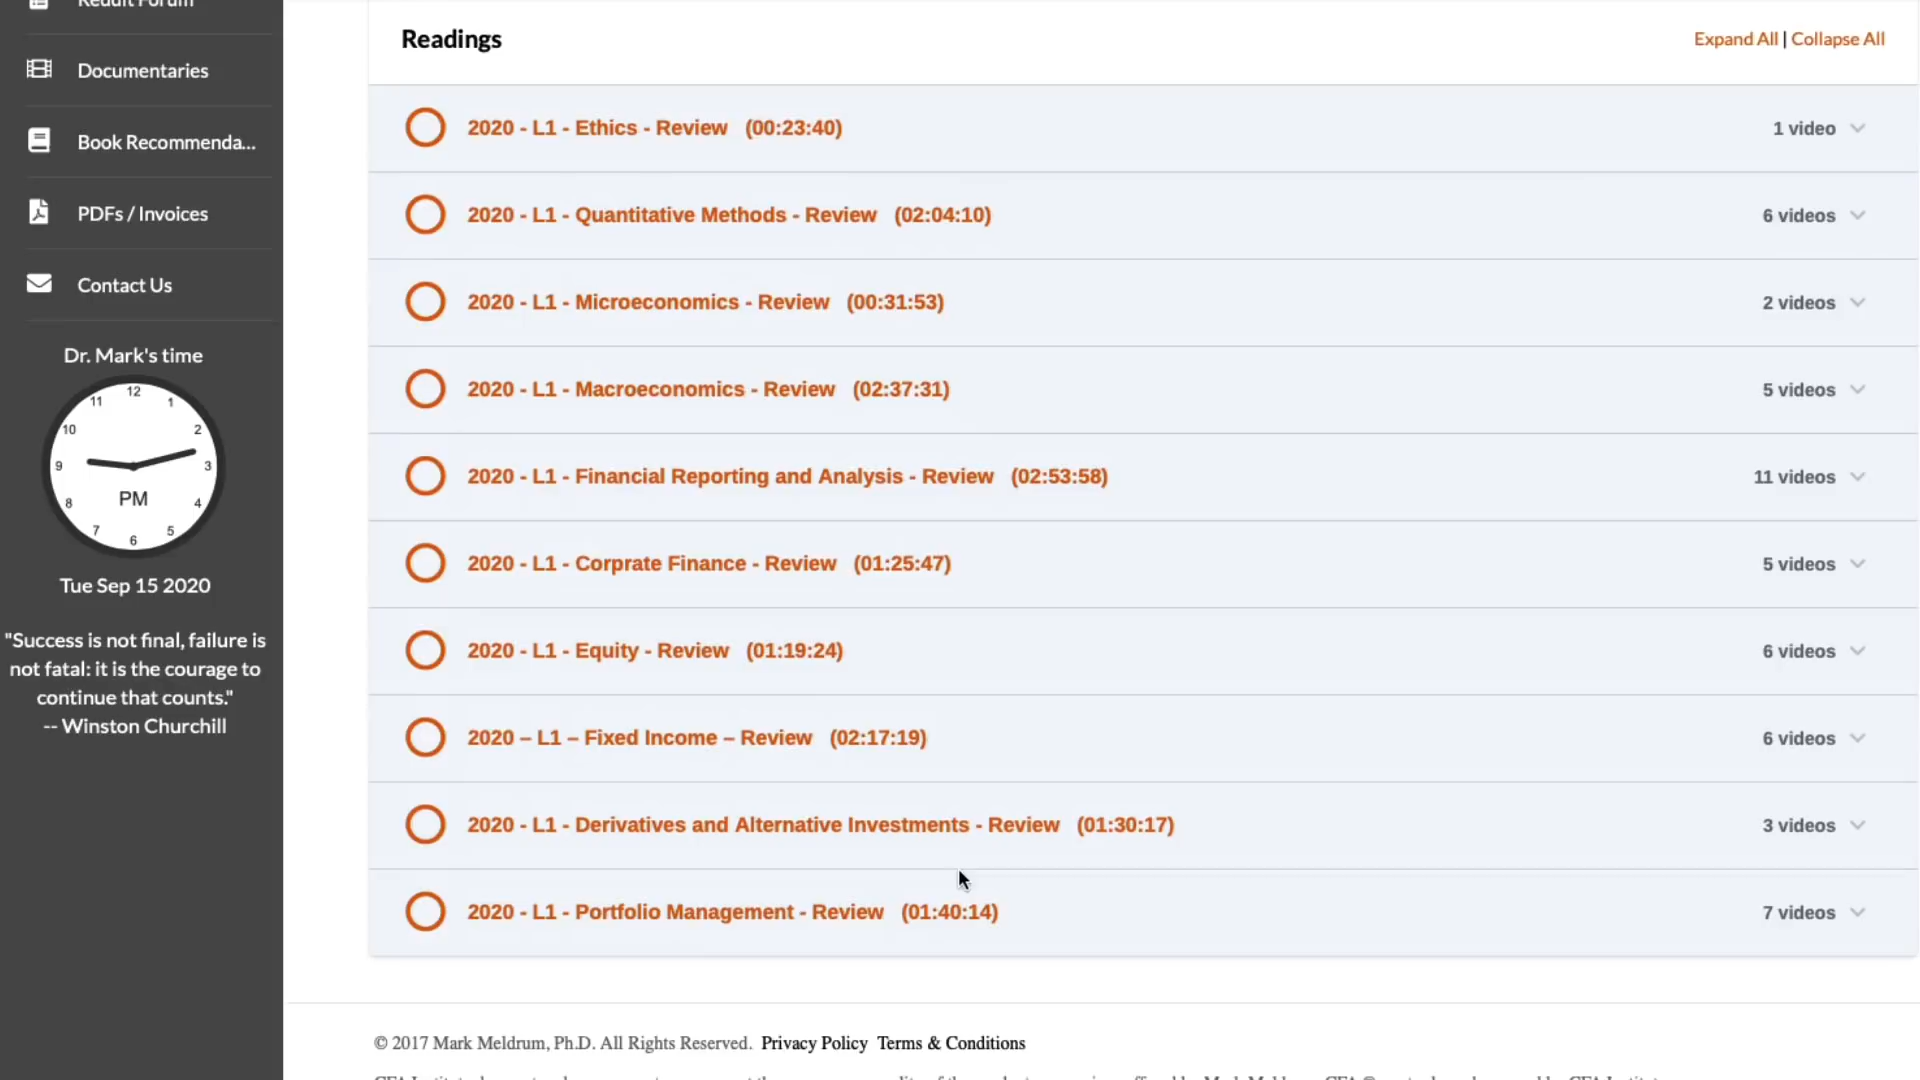 Reddit Forum
Documentaries
Book Recommenda...
PDFs / Invoices
Contact Us
Dr. Mark's time
12
11 1
10 2
9 3
PM
8 4
7 5
6
Tue Sep 15 2020
"Success is not final, failure is
not fatal: it is the courage to
continue that counts."
-- Winston Churchill
Readings
Expand All | Collapse All
2020 - L1 - Ethics - Review (00:23:40) 1 video
2020 - L1 - Quantitative Methods - Review (02:04:10) 6 videos
2020 - L1 - Microeconomics - Review (00:31:53) 2 videos
2020 - L1 - Macroeconomics - Review (02:37:31) 5 videos
2020 - L1 - Financial Reporting and Analysis - Review (02:53:58) 11 videos
2020 - L1 - Corprate Finance - Review (01:25:47) 5 videos
2020 - L1 - Equity - Review (01:19:24) 6 videos
2020 – L1 – Fixed Income – Review (02:17:19) 6 videos
2020 - L1 - Derivatives and Alternative Investments - Review (01:30:17) 3 videos
2020 - L1 - Portfolio Management - Review (01:40:14) 7 videos
© 2017 Mark Meldrum, Ph.D. All Rights Reserved. Privacy Policy Terms & Conditions